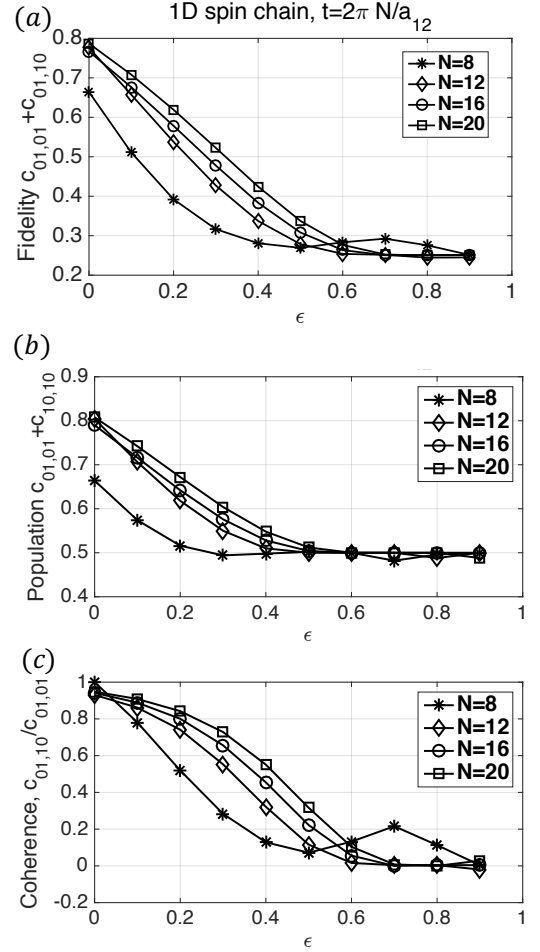 (a)
1D spin chain, t=2π N/a12
Fidelity c01,01+c01,10
0.8
0.7
0.6
0.5
0.4
0.3
0.2
N=8
N=12
N=16
N=20
0 0.2 0.4 0.6 0.8 1
ϵ
(b)
Population c01,01+c10,10
0.9
0.8
0.7
0.6
0.5
0.4
N=8
N=12
N=16
N=20
0 0.2 0.4 0.6 0.8 1
ϵ
(c)
Coherence, c01,10/c01,01
1
0.8
0.6
0.4
0.2
0
-0.2
N=8
N=12
N=16
N=20
0 0.2 0.4 0.6 0.8 1
ϵ